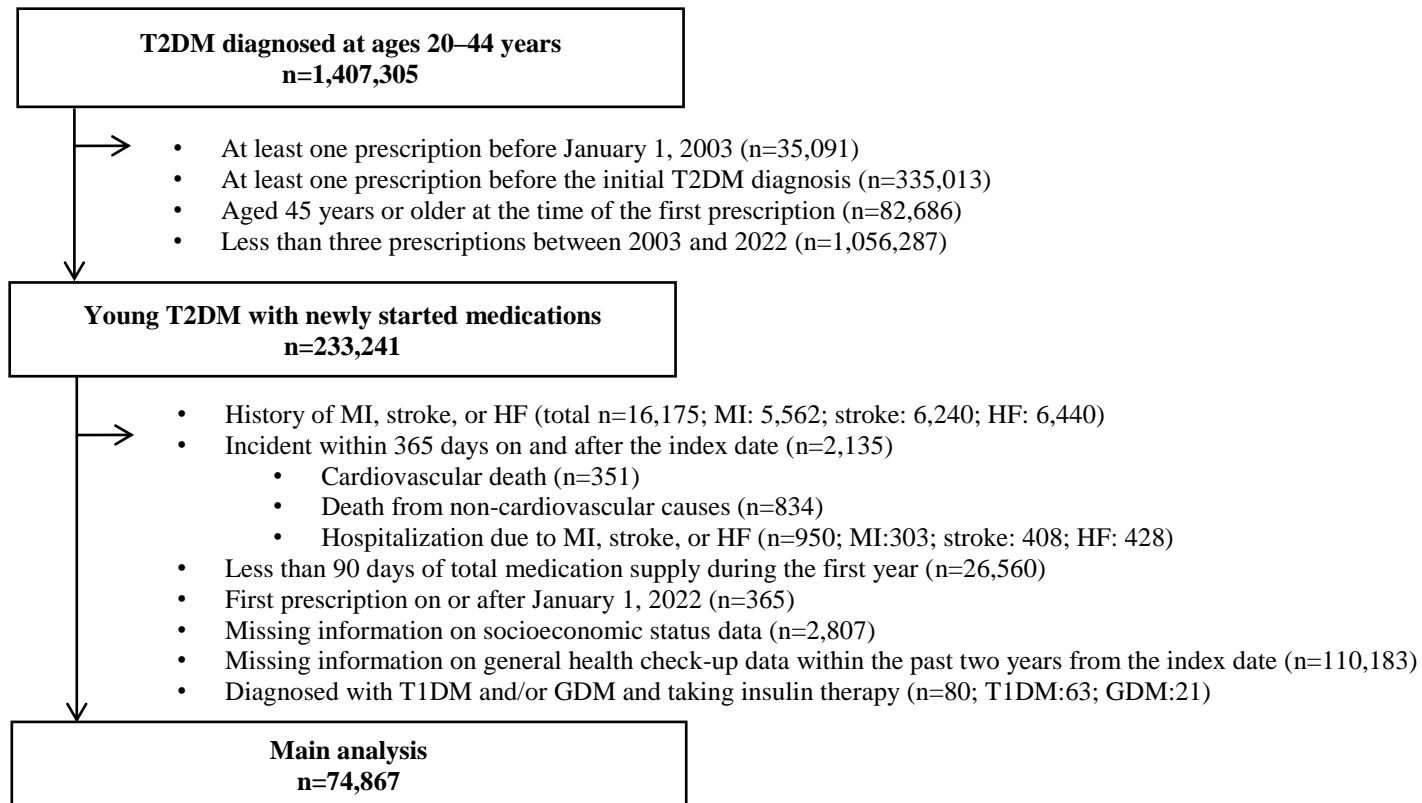 T2DM diagnosed at ages 20–44 years
n=1,407,305
• At least one prescription before January 1, 2003 (n=35,091)
• At least one prescription before the initial T2DM diagnosis (n=335,013)
• Aged 45 years or older at the time of the first prescription (n=82,686)
• Less than three prescriptions between 2003 and 2022 (n=1,056,287)
Young T2DM with newly started medications
n=233,241
• History of MI, stroke, or HF (total n=16,175; MI: 5,562; stroke: 6,240; HF: 6,440)
• Incident within 365 days on and after the index date (n=2,135)
• Cardiovascular death (n=351)
• Death from non-cardiovascular causes (n=834)
• Hospitalization due to MI, stroke, or HF (n=950; MI:303; stroke: 408; HF: 428)
• Less than 90 days of total medication supply during the first year (n=26,560)
• First prescription on or after January 1, 2022 (n=365)
• Missing information on socioeconomic status data (n=2,807)
• Missing information on general health check-up data within the past two years from the index date (n=110,183)
• Diagnosed with T1DM and/or GDM and taking insulin therapy (n=80; T1DM:63; GDM:21)
Main analysis
n=74,867